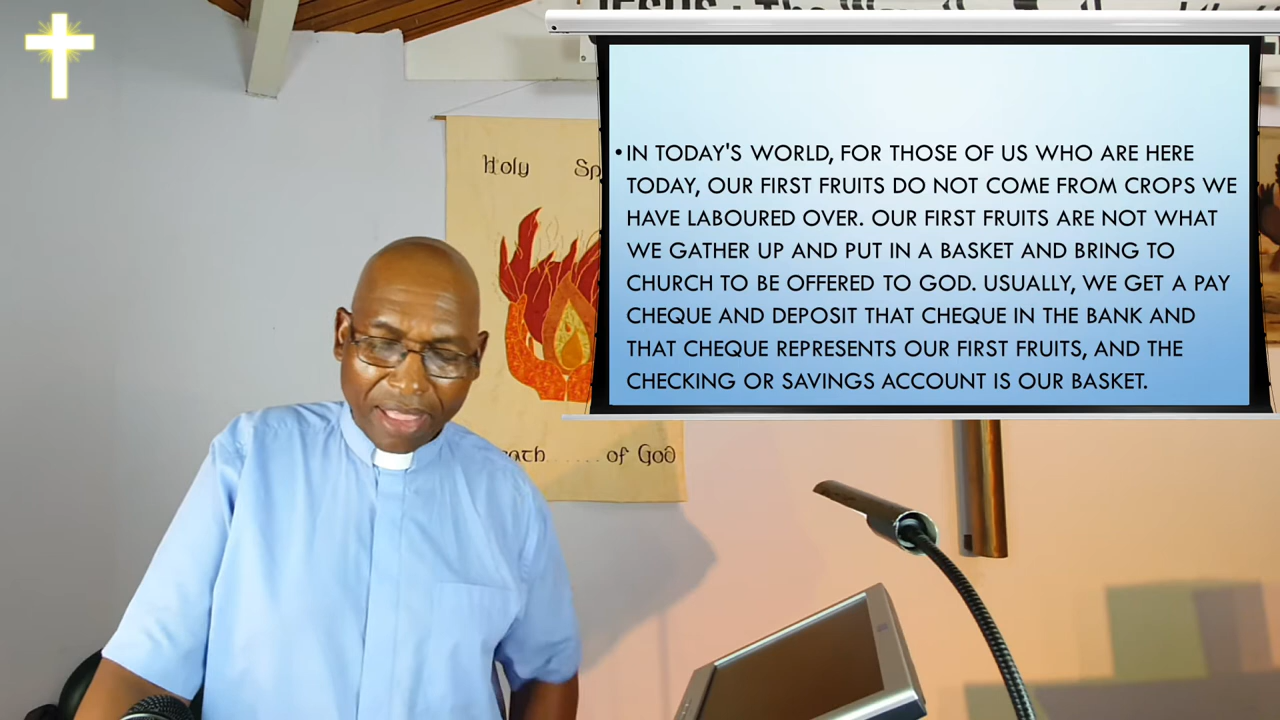 JESUS : The Way
Holy
of God
• IN TODAY'S WORLD, FOR THOSE OF US WHO ARE HERE
TODAY, OUR FIRST FRUITS DO NOT COME FROM CROPS WE
HAVE LABOURED OVER. OUR FIRST FRUITS ARE NOT WHAT
WE GATHER UP AND PUT IN A BASKET AND BRING TO
CHURCH TO BE OFFERED TO GOD. USUALLY, WE GET A PAY
CHEQUE AND DEPOSIT THAT CHEQUE IN THE BANK AND
THAT CHEQUE REPRESENTS OUR FIRST FRUITS, AND THE
CHECKING OR SAVINGS ACCOUNT IS OUR BASKET.